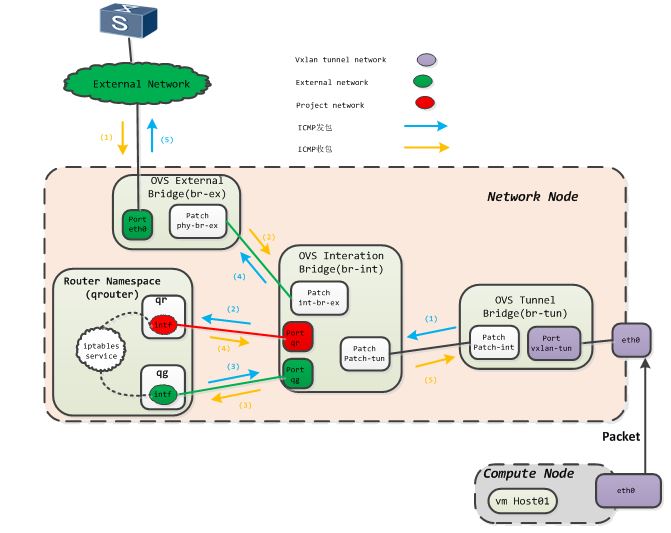 S
External Network
Vxlan tunnel network
External network
Project network
ICMP发包
ICMP收包
(1)
(5)
OVS External
Bridge(br-ex)
Port
eth0
Patch
phy-br-ex
Network Node
(2)
(4)
OVS Interation
Bridge(br-int)
Patch
int-br-ex
Router Namespace
(qrouter)
qr
intf
iptables
service
qg
intf
(2)
(4)
Port
qr
(3)
(3)
Port
qg
Patch
Patch-tun
(1)
(5)
OVS Tunnel
Bridge(br-tun)
Patch
Patch-int
Port
vxlan-tun
eth0
Packet
Compute Node
vm Host01
eth0